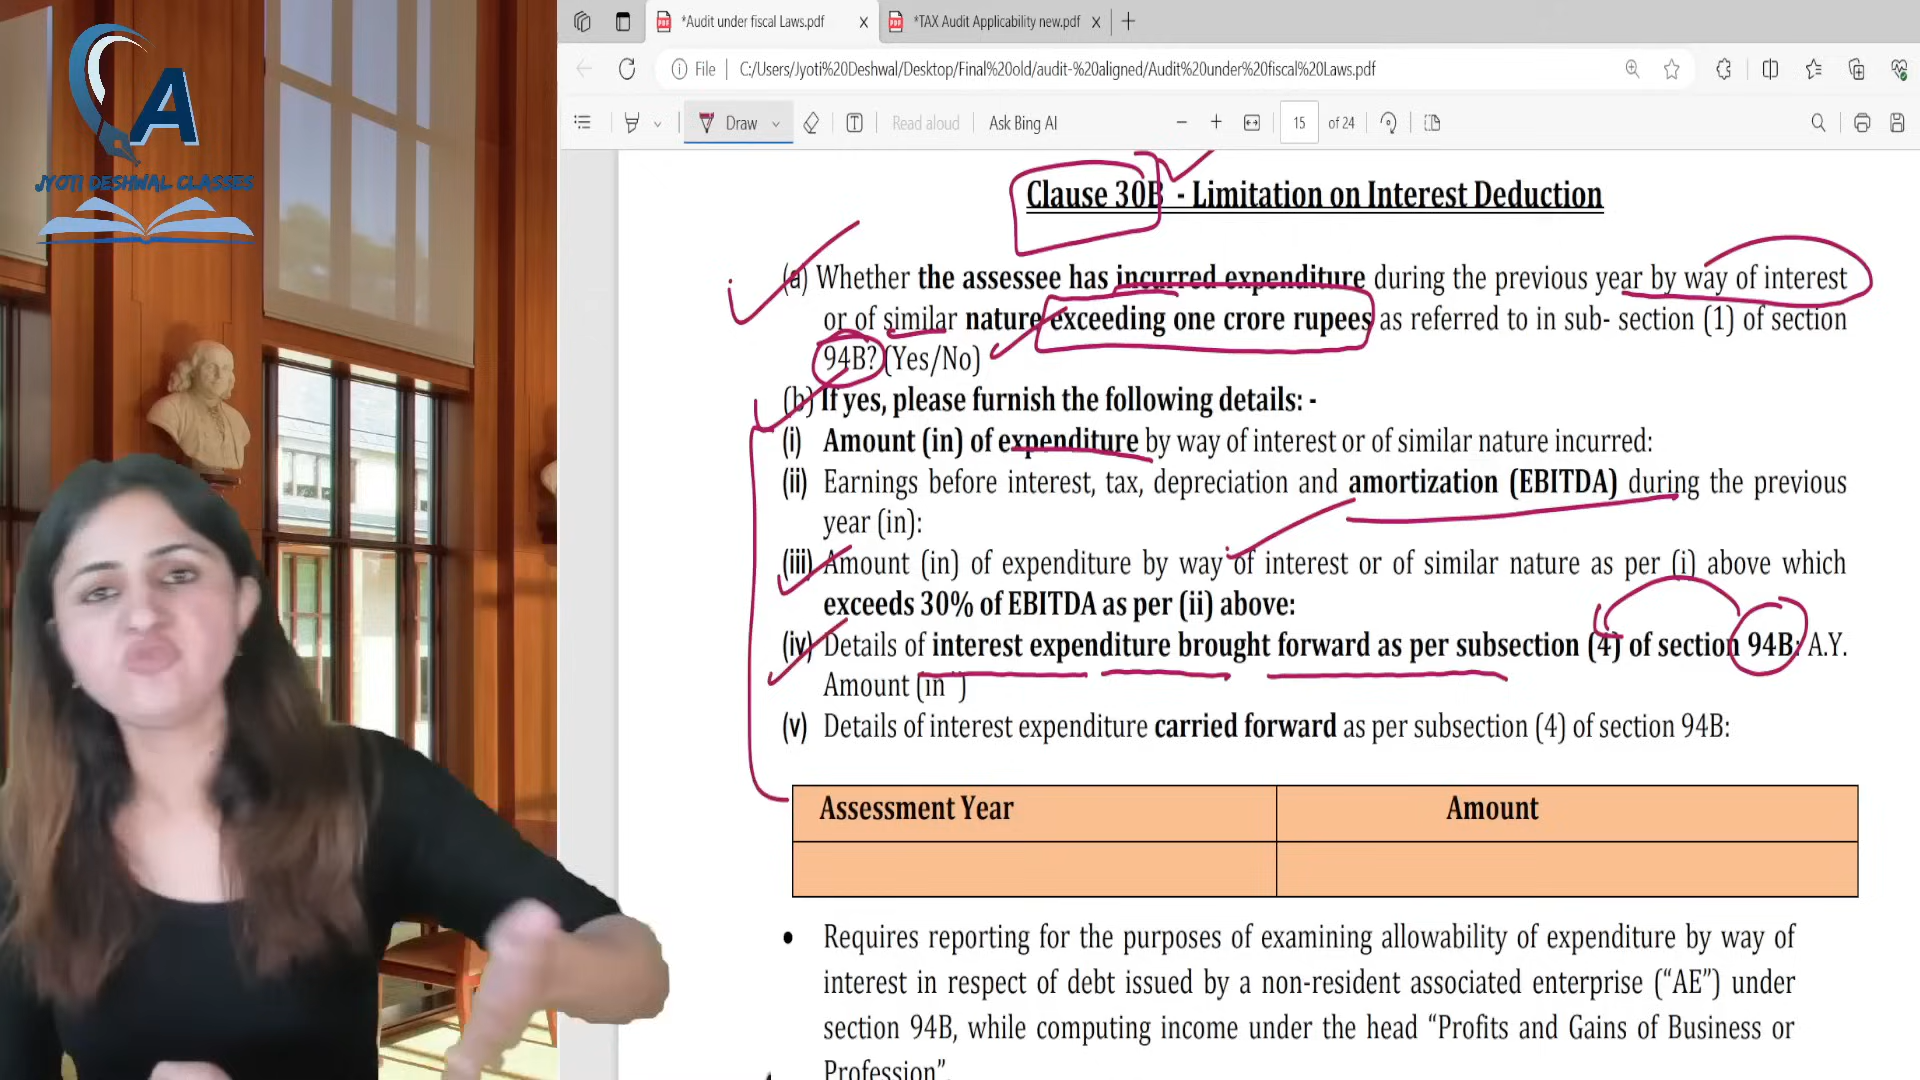 A
JYOTI DESHWAL CLASSES
*Audit under fiscal Laws.pdf
*TAX Audit Applicability new.pdf
File C:/Users/Jyoti%20Deshwal/Desktop/Final%20old/audit-%20aligned/Audit%20under%20fiscal%20Laws.pdf
Draw Read aloud Ask Bing AI 15 of 24
Clause 30B - Limitation on Interest Deduction
(a) Whether the assessee has incurred expenditure during the previous year by way of interest
or of similar nature exceeding one crore rupees as referred to in sub- section (1) of section
94B? (Yes/No)
(b) If yes, please furnish the following details: -
(i) Amount (in) of expenditure by way of interest or of similar nature incurred:
(ii) Earnings before interest, tax, depreciation and amortization (EBITDA) during the previous
year (in):
(iii) Amount (in) of expenditure by way of interest or of similar nature as per (i) above which
exceeds 30% of EBITDA as per (ii) above:
(iv) Details of interest expenditure brought forward as per subsection (4) of section 94B: A.Y.
Amount (in )
(v) Details of interest expenditure carried forward as per subsection (4) of section 94B:
Assessment Year Amount
• Requires reporting for the purposes of examining allowability of expenditure by way of
interest in respect of debt issued by a non-resident associated enterprise (“AE”) under
section 94B, while computing income under the head “Profits and Gains of Business or
Profession”.